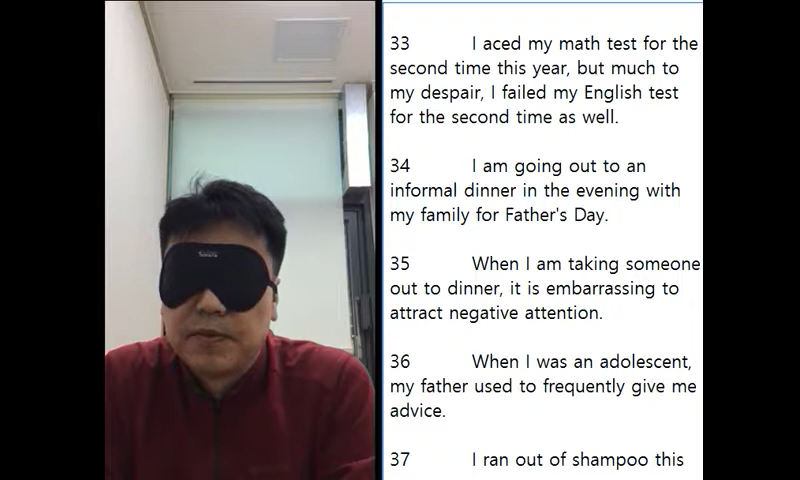 33 I aced my math test for the
second time this year, but much to
my despair, I failed my English test
for the second time as well.
34 I am going out to an
informal dinner in the evening with
my family for Father's Day.
35 When I am taking someone
out to dinner, it is embarrassing to
attract negative attention.
36 When I was an adolescent,
my father used to frequently give me
advice.
37 I ran out of shampoo this